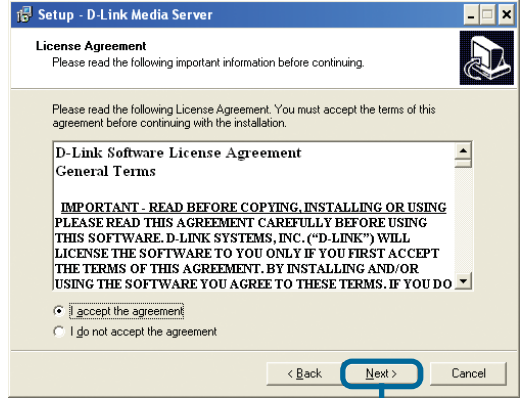 Setup - D-Link Media Server
License Agreement
Please read the following important information before continuing.
Please read the following License Agreement. You must accept the terms of this
agreement before continuing with the installation.
D-Link Software License Agreement
General Terms
IMPORTANT - READ BEFORE COPYING, INSTALLING OR USING
PLEASE READ THIS AGREEMENT CAREFULLY BEFORE USING
THIS SOFTWARE. D-LINK SYSTEMS, INC. (“D-LINK”) WILL
LICENSE THE SOFTWARE TO YOU ONLY IF YOU FIRST ACCEPT
THE TERMS OF THIS AGREEMENT. BY INSTALLING AND/OR
USING THE SOFTWARE YOU AGREE TO THESE TERMS. IF YOU DO
I accept the agreement
I do not accept the agreement
< Back Next > Cancel